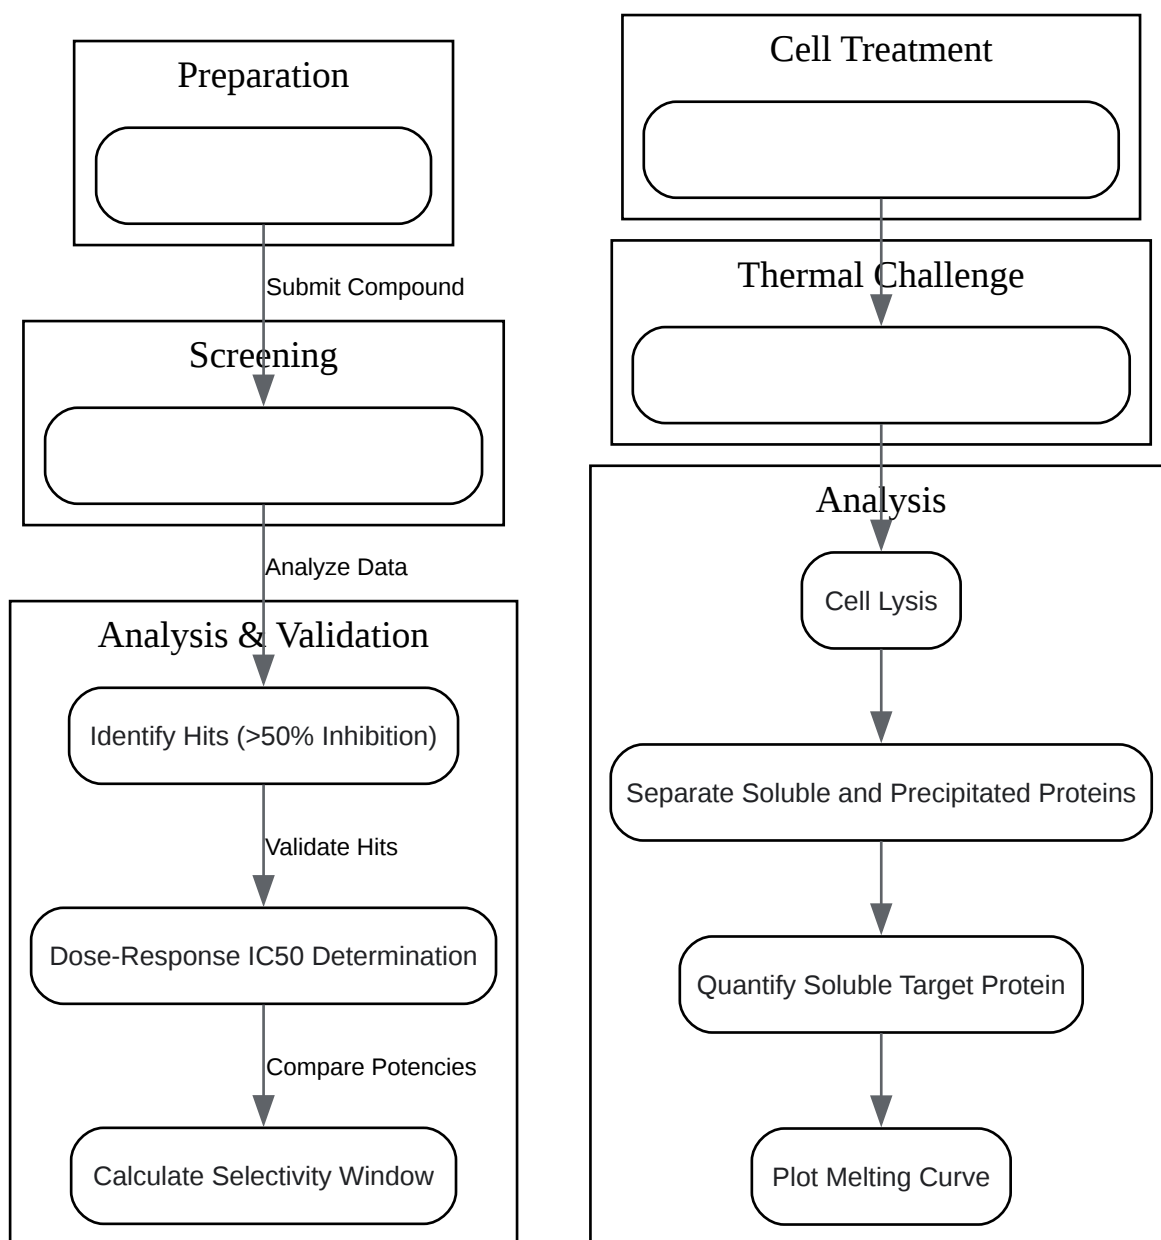 Preparation
Submit Compound
Screening
Analyze Data
Analysis & Validation
Identify Hits (>50% Inhibition)
Validate Hits
Dose-Response IC50 Determination
Compare Potencies
Calculate Selectivity Window
Cell Treatment
Thermal Challenge
Analysis
Cell Lysis
Separate Soluble and Precipitated Proteins
Quantify Soluble Target Protein
Plot Melting Curve